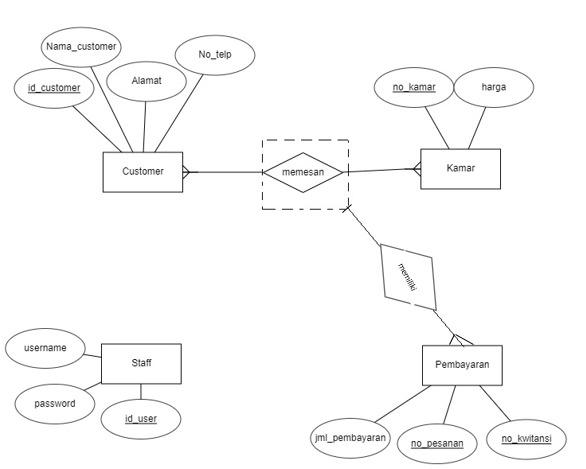 Nama_customer
No_telp
id_customer
Alamat
no_kamar
harga
Customer
memesan
Kamar
memiliki
username
Staff
Pembayaran
password
id_user
jml_pembayaran
no_pesanan
no_kwitansi